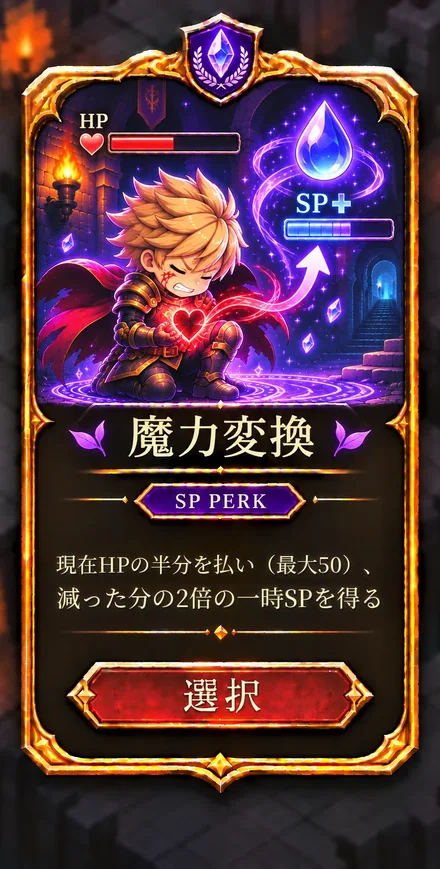 HP
SP+
魔力変換
SP PERK
現在HPの半分を払い（最大50）、
減った分の2倍の一時SPを得る
選択